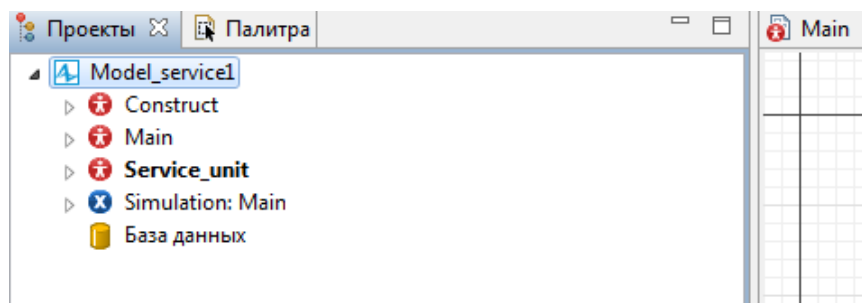 Проекты Палитра Main
Model_service1
Construct
Main
Service_unit
Simulation: Main
База данных